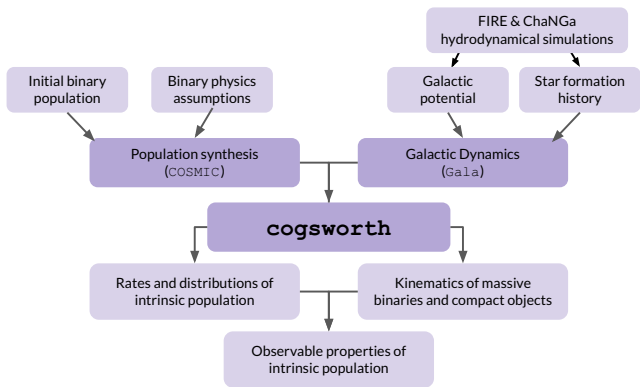 FIRE & ChaNGa
hydrodynamical simulations
Initial binary
population
Binary physics
assumptions
Galactic
potential
Star formation
history
Population synthesis
(COSMIC)
Galactic Dynamics
(Gala)
cogsworth
Rates and distributions of
intrinsic population
Kinematics of massive
binaries and compact objects
Observable properties of
intrinsic population